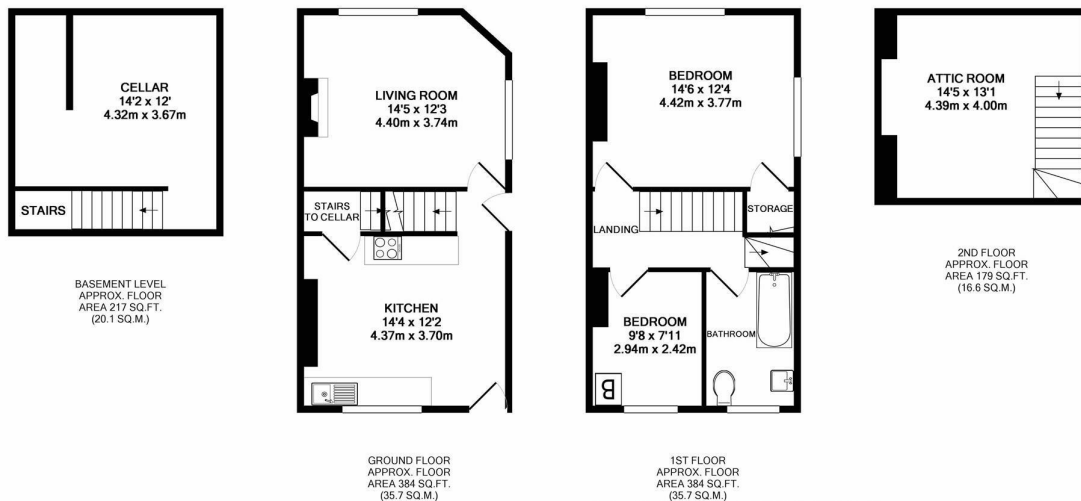 CELLAR
14'2 x 12'
4.32m x 3.67m
STAIRS
BASEMENT LEVEL
APPROX. FLOOR
AREA 217 SQ.FT.
(20.1 SQ.M.)
LIVING ROOM
14'5 x 12'3
4.40m x 3.74m
STAIRS
TO CELLAR
KITCHEN
14'4 x 12'2
4.37m x 3.70m
GROUND FLOOR
APPROX. FLOOR
AREA 384 SQ.FT.
(35.7 SQ.M.)
BEDROOM
14'6 x 12'4
4.42m x 3.77m
STORAGE
LANDING
BEDROOM
9'8 x 7'11
2.94m x 2.42m
BATHROOM
B
1ST FLOOR
APPROX. FLOOR
AREA 384 SQ.FT.
(35.7 SQ.M.)
ATTIC ROOM
14'5 x 13'1
4.39m x 4.00m
2ND FLOOR
APPROX. FLOOR
AREA 179 SQ.FT.
(16.6 SQ.M.)